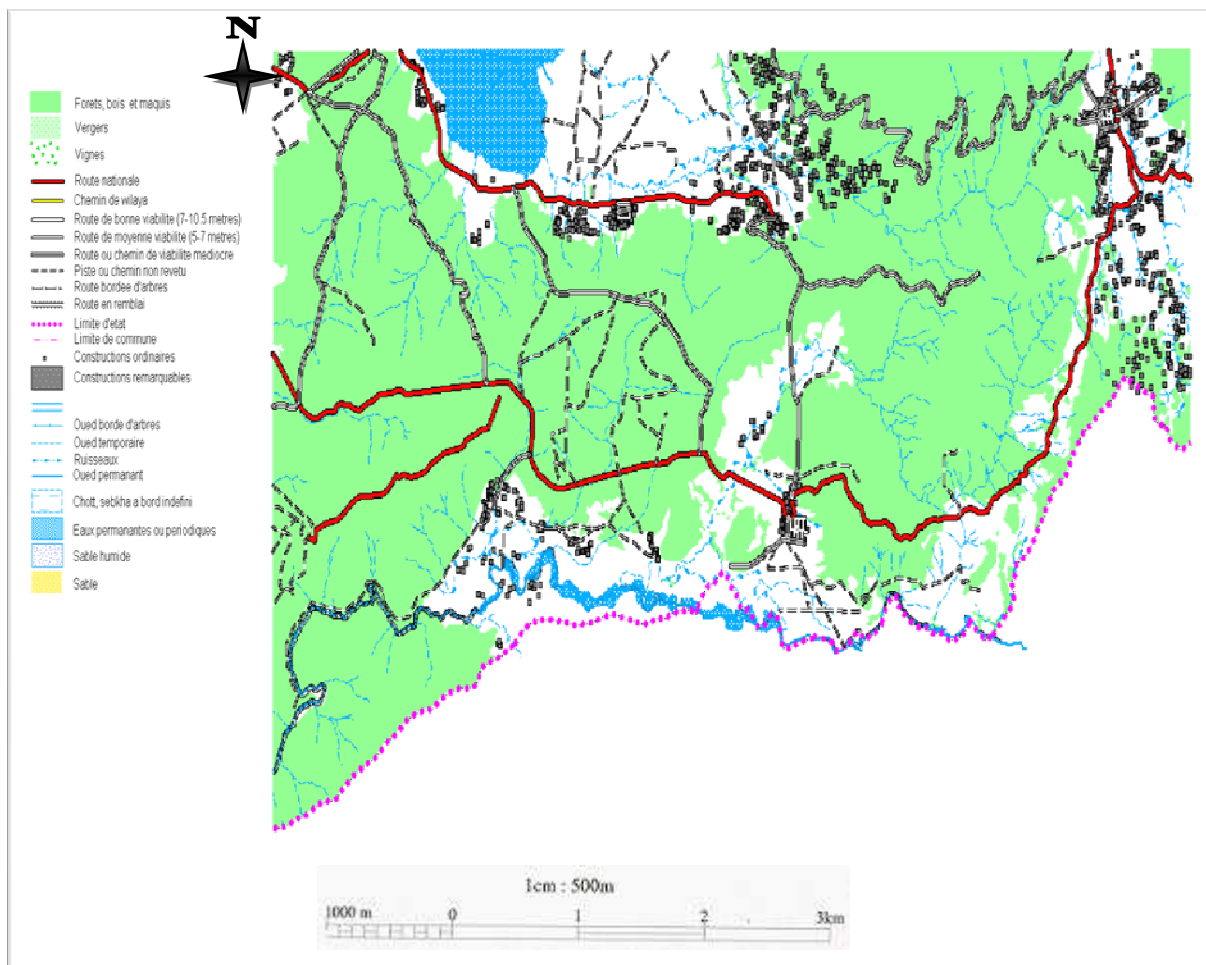 N
Forets, bois et maquis
Vergers
Vignes
Route nationale
Chemin de wilaya
Route de bonne viabilite (7-10.5 metres)
Route de moyenne viabilite (5-7 metres)
Route ou chemin de viabilite mediocre
Piste ou chemin non revetu
Route bordee d'arbres
Route en remblai
Limite d'etat
Limite de commune
Constructions ordinaires
Constructions remarquables
Oued borde d'arbres
Oued temporaire
Ruisseaux
Oued permanant
Chott, sebkha a bord indefini
Eaux permanantes ou periodiques
Sable humide
Sable
1cm : 500m
1000 m 0 1 2 3km